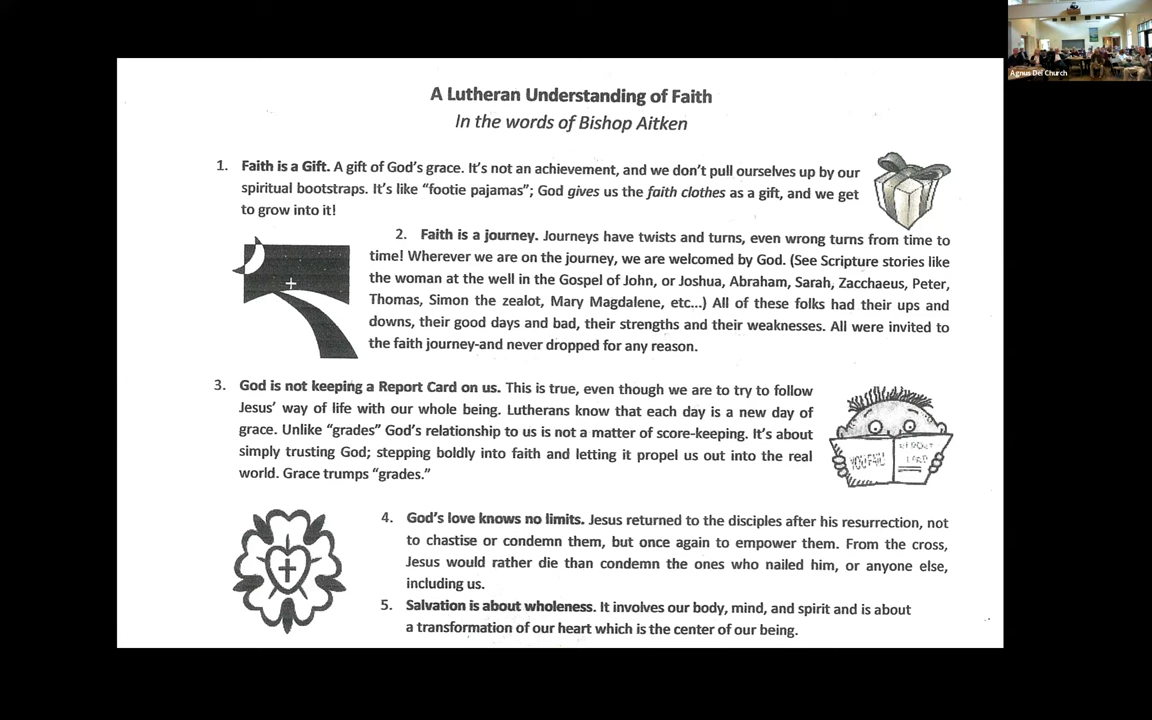 Agnus Dei Church
A Lutheran Understanding of Faith
In the words of Bishop Aitken
1. Faith is a Gift. A gift of God's grace. It's not an achievement, and we don't pull ourselves up by our
spiritual bootstraps. It's like "footie pajamas"; God gives us the faith clothes as a gift, and we get
to grow into it!
2. Faith is a journey. Journeys have twists and turns, even wrong turns from time to
time! Wherever we are on the journey, we are welcomed by God. (See Scripture stories like
the woman at the well in the Gospel of John, or Joshua, Abraham, Sarah, Zacchaeus, Peter,
Thomas, Simon the zealot, Mary Magdalene, etc...) All of these folks had their ups and
downs, their good days and bad, their strengths and their weaknesses. All were invited to
the faith journey-and never dropped for any reason.
3. God is not keeping a Report Card on us. This is true, even though we are to try to follow
Jesus' way of life with our whole being. Lutherans know that each day is a new day of
grace. Unlike "grades" God's relationship to us is not a matter of score-keeping. It's about
simply trusting God; stepping boldly into faith and letting it propel us out into the real
world. Grace trumps "grades."
YOU FAIL!
REPORT
CARD
4. God's love knows no limits. Jesus returned to the disciples after his resurrection, not
to chastise or condemn them, but once again to empower them. From the cross,
Jesus would rather die than condemn the ones who nailed him, or anyone else,
including us.
5. Salvation is about wholeness. It involves our body, mind, and spirit and is about
a transformation of our heart which is the center of our being.